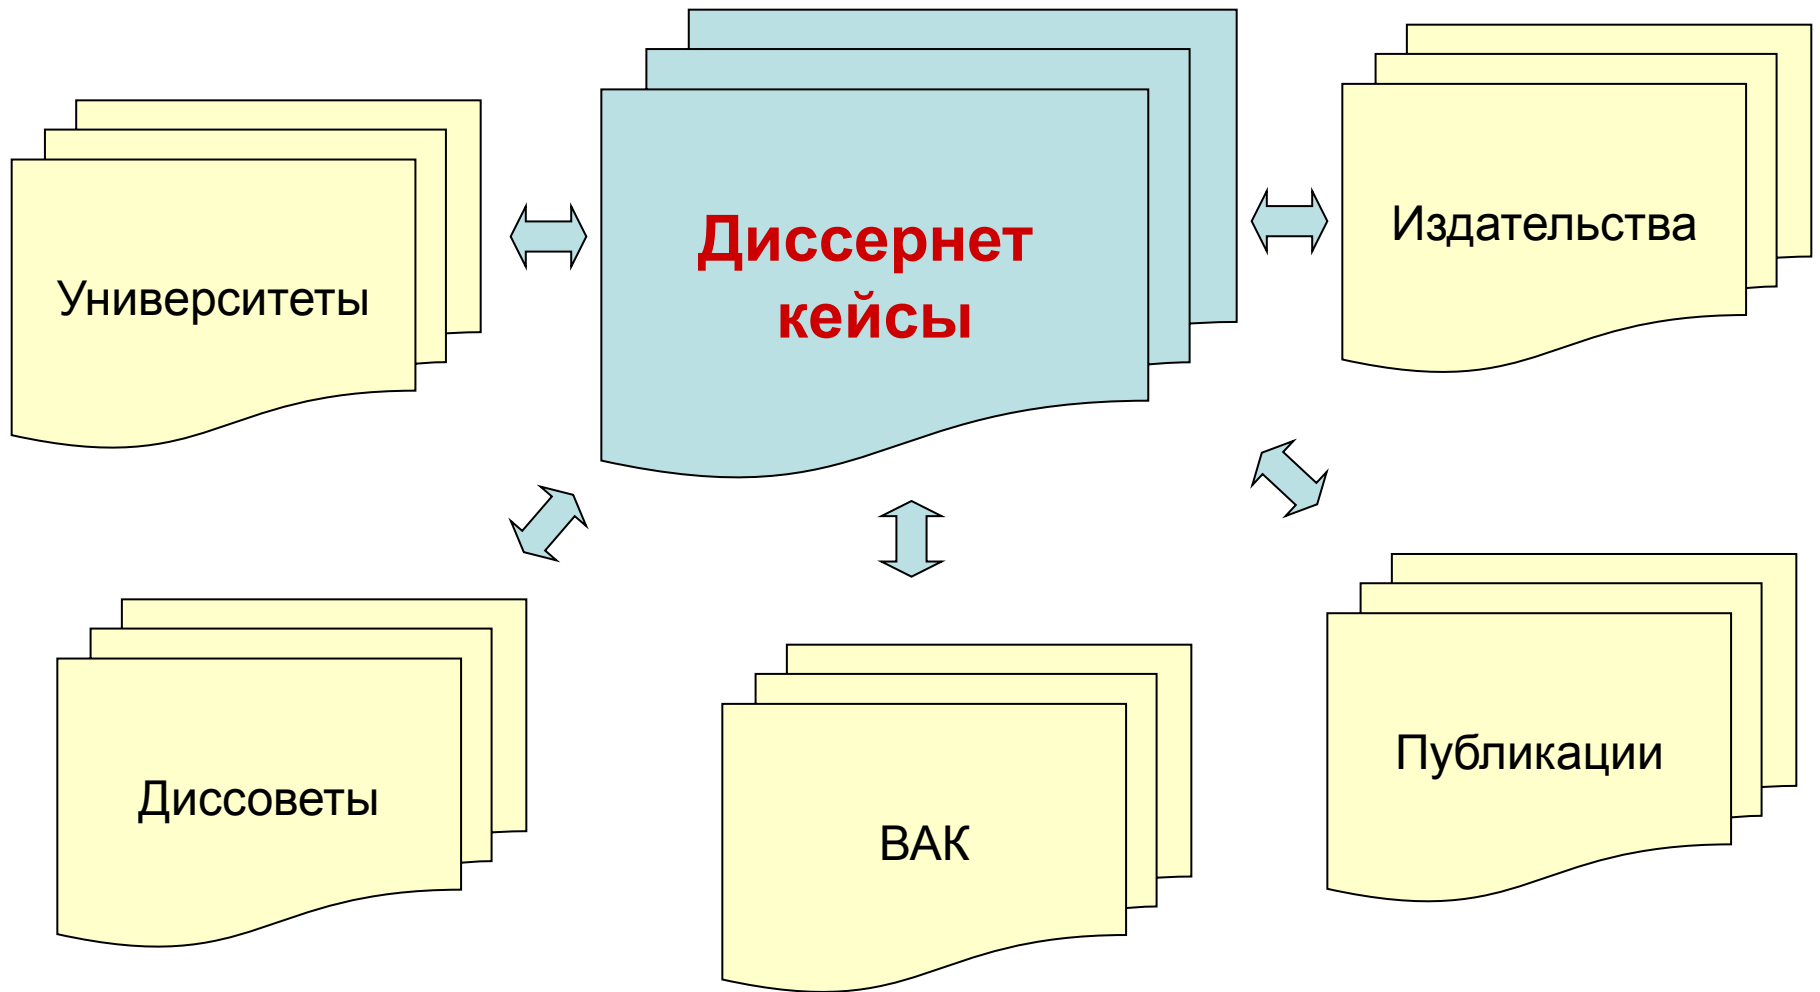 Диссернет
кейсы
Издательства
Университеты
Публикации
Диссоветы
ВАК